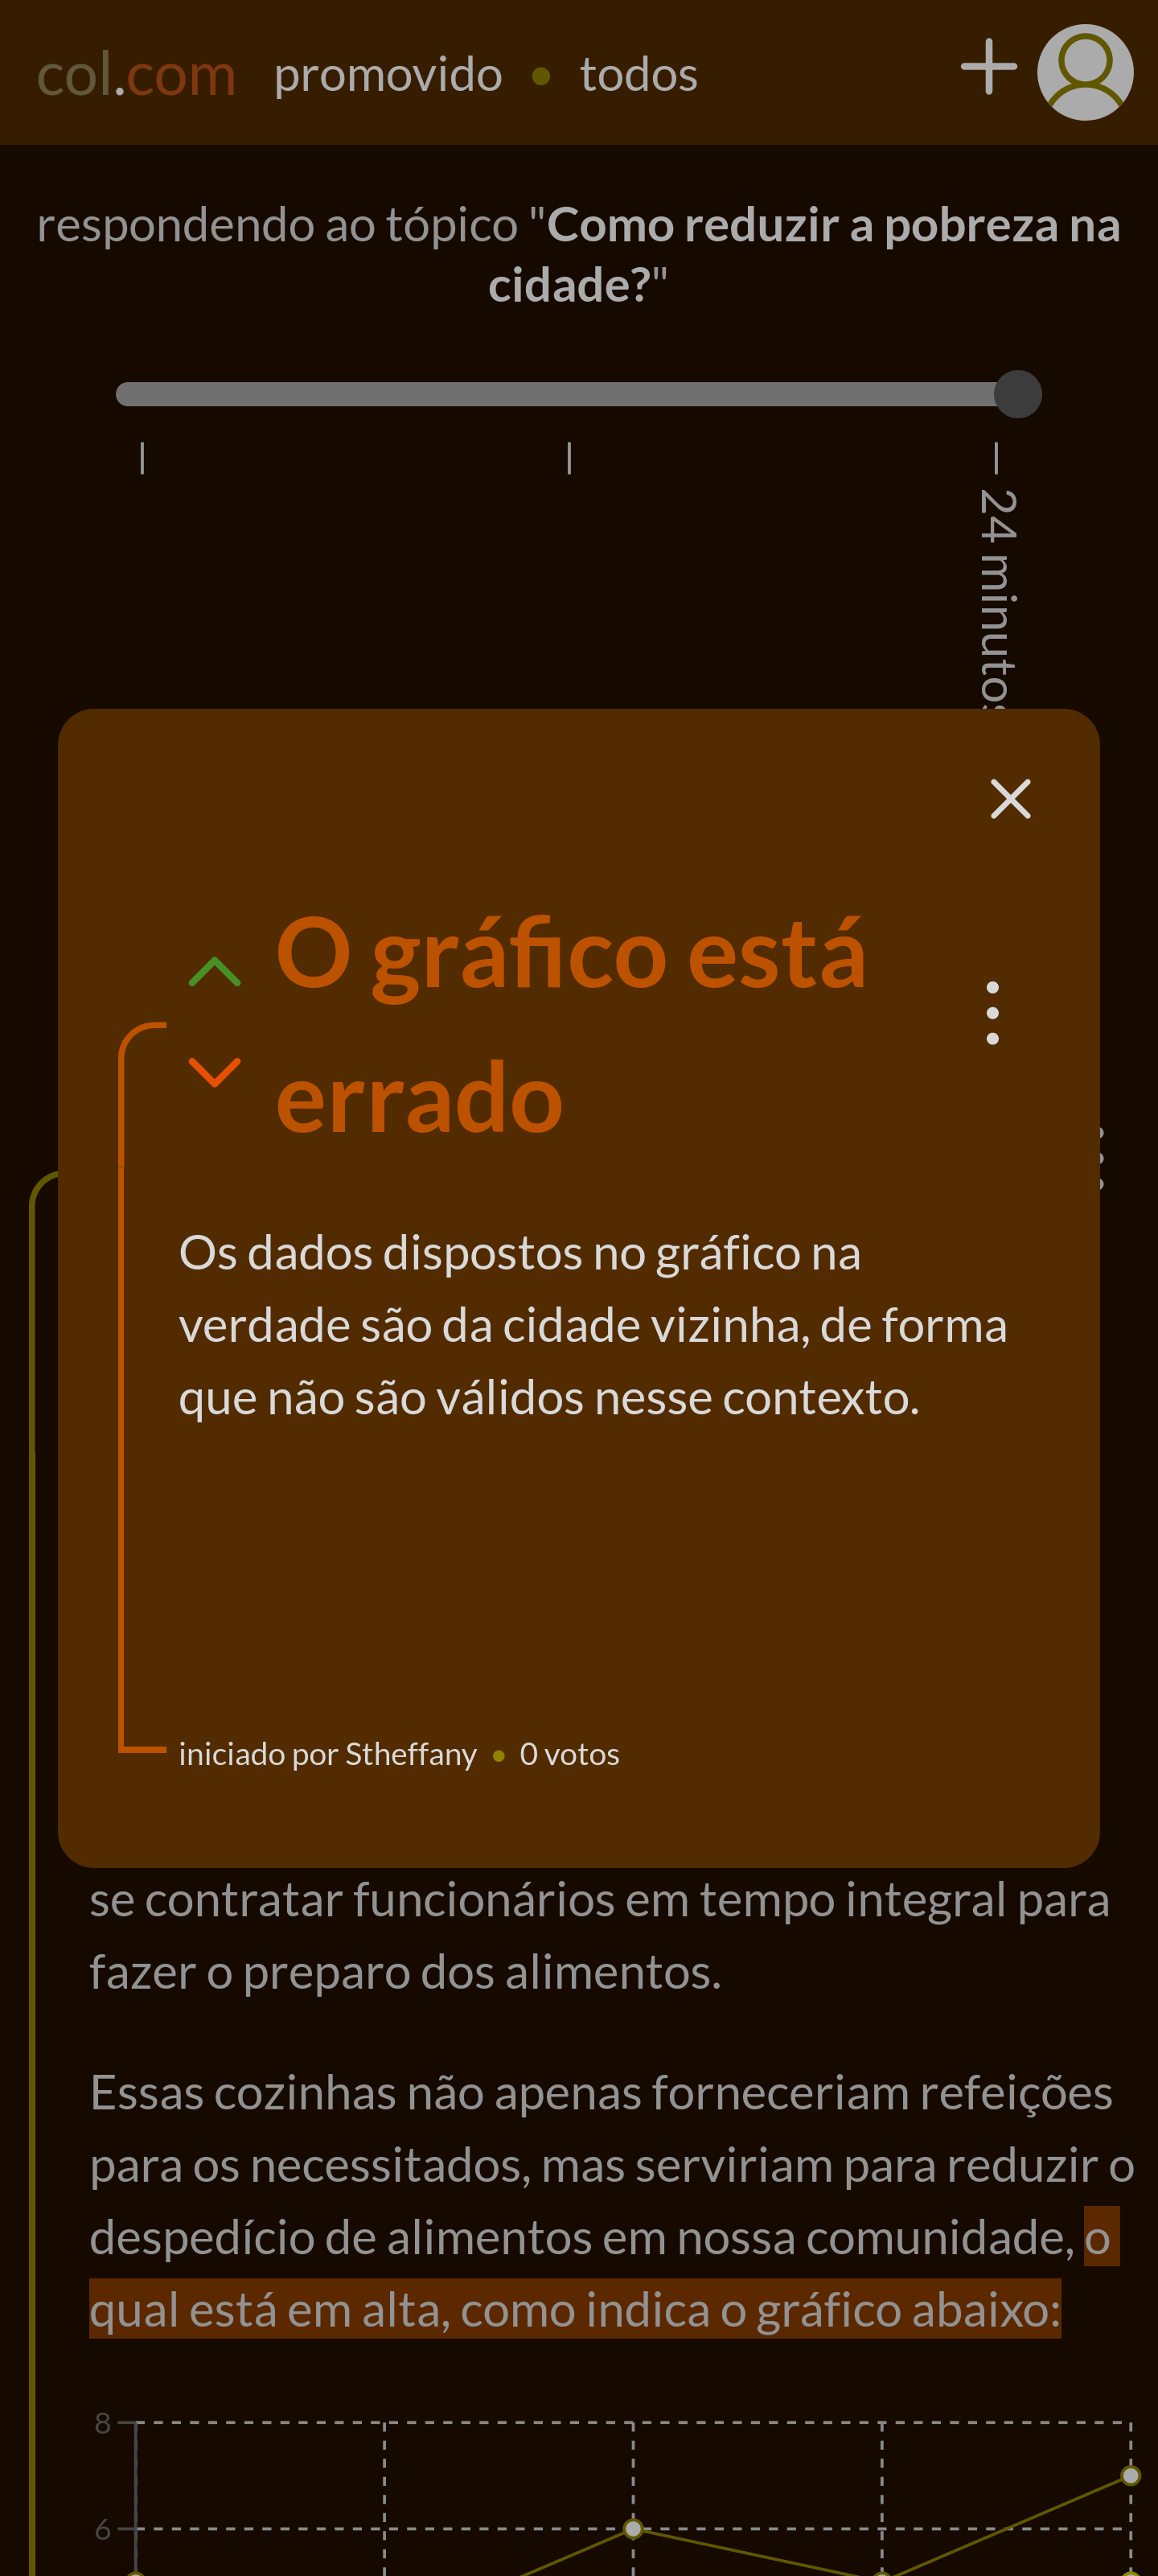 col.com promovido • todos
respondendo ao tópico "Como reduzir a pobreza na
cidade?"
24 minutos
O gráfico está
errado
Os dados dispostos no gráfico na
verdade são da cidade vizinha, de forma
que não são válidos nesse contexto.
iniciado por Stheffany • 0 votos
se contratar funcionários em tempo integral para
fazer o preparo dos alimentos.
Essas cozinhas não apenas forneceriam refeições
para os necessitados, mas serviriam para reduzir o
despedício de alimentos em nossa comunidade, o
qual está em alta, como indica o gráfico abaixo:
8
6